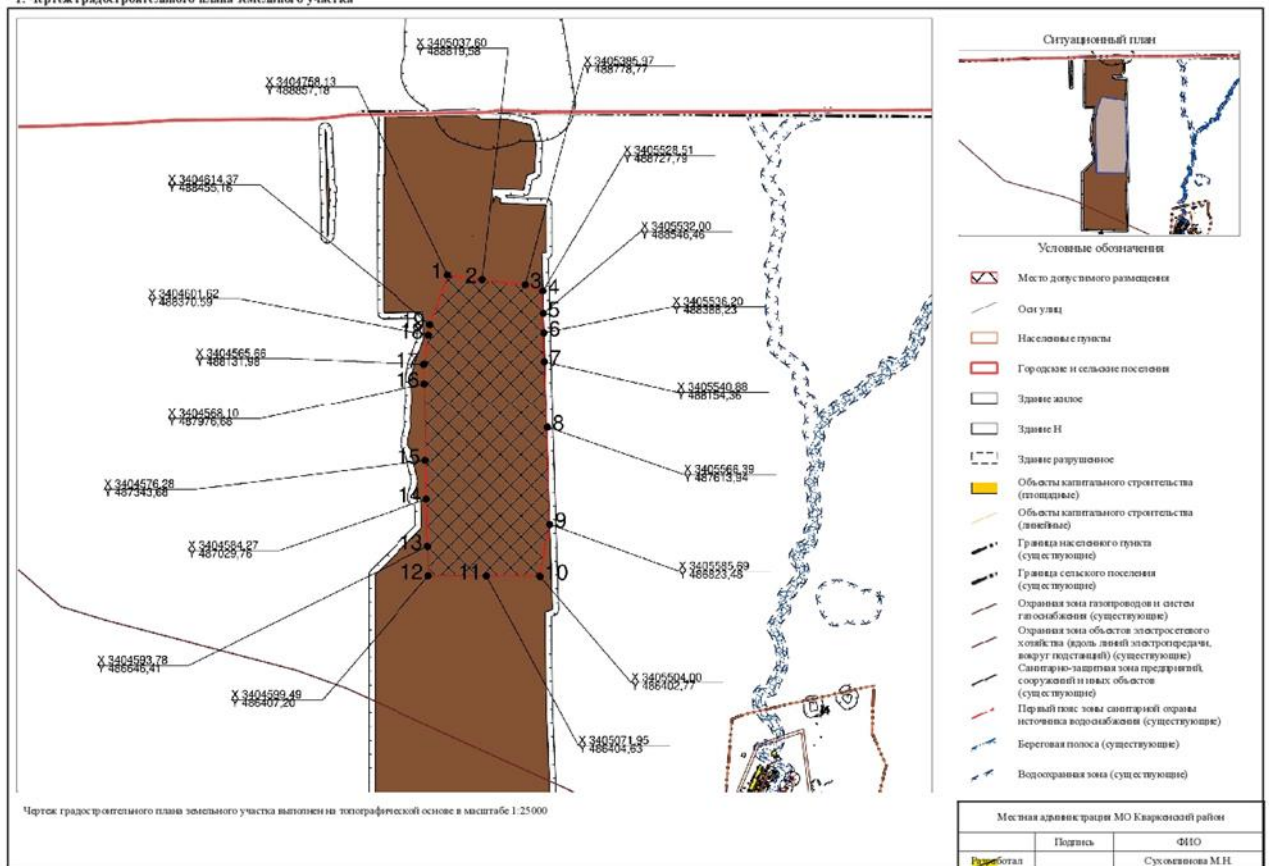 1. Чертеж градостроительного плана земельного участка
X 3405037.60
Y 488819,58
X 3405385.97
Y 488778,77
X 3404758.13
Y 488857,18
X 3405528.51
Y 488727,79
X 3404614.37
Y 488455,16
X 3405532.00
Y 488546,46
X 3404601.62
Y 488370.59
X 3405536.20
Y 488388,23
X 3404565.66
Y 488131,98
X 3405540.88
Y 488154,36
X 3404568.10
Y 487976,68
X 3405566.39
Y 487613,94
X 3404576.28
Y 487343,68
X 3404584.27
Y 487029,76
X 3405585.69
Y 486823,48
X 3404593.78
Y 486646,41
X 3404599.49
Y 486407,20
X 3405504.00
Y 486402,77
X 3405071.95
Y 486404,63
1
2
3
4
5
6
7
8
9
10
11
12
13
14
15
16
17
18
19
Чертеж градостроительного плана земельного участка выполнен на топографической основе в масштабе 1:25000
Ситуационный план
Условные обозначения
Место допустимого размещения
Оси улиц
Населенные пункты
Городские и сельские поселения
Здание жилое
Здание Н
Здание разрушенное
Объекты капитального строительства
(площадные)
Объекты капитального строительства
(линейные)
Граница населенного пункта
(существующие)
Граница сельского поселения
(существующие)
Охранная зона газопроводов и систем
газоснабжения (существующие)
Охранная зона объектов электросетевого
хозяйства (вдоль линий электропередачи,
вокруг подстанций) (существующие)
Санитарно-защитная зона предприятий,
сооружений и иных объектов
(существующие)
Первый пояс зоны санитарной охраны
источника водоснабжения (существующие)
Береговая полоса (существующие)
Водоохранная зона (существующие)
Местная администрация МО Кваркенский район
Подпись ФИО
Разработал Сухомлинова М.Н.